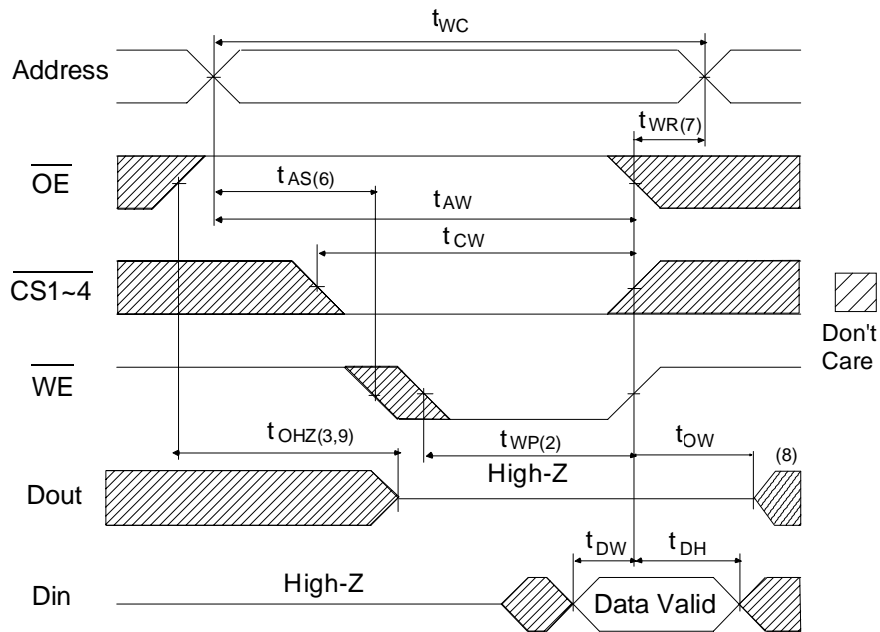 tWC
Address
tWR(7)
OE
tAS(6)
tAW
tCW
CS1~4
Don't
Care
WE
tOHZ(3,9)
tWP(2)
tOW
High-Z
(8)
Dout
tDW
tDH
High-Z
Din
Data Valid